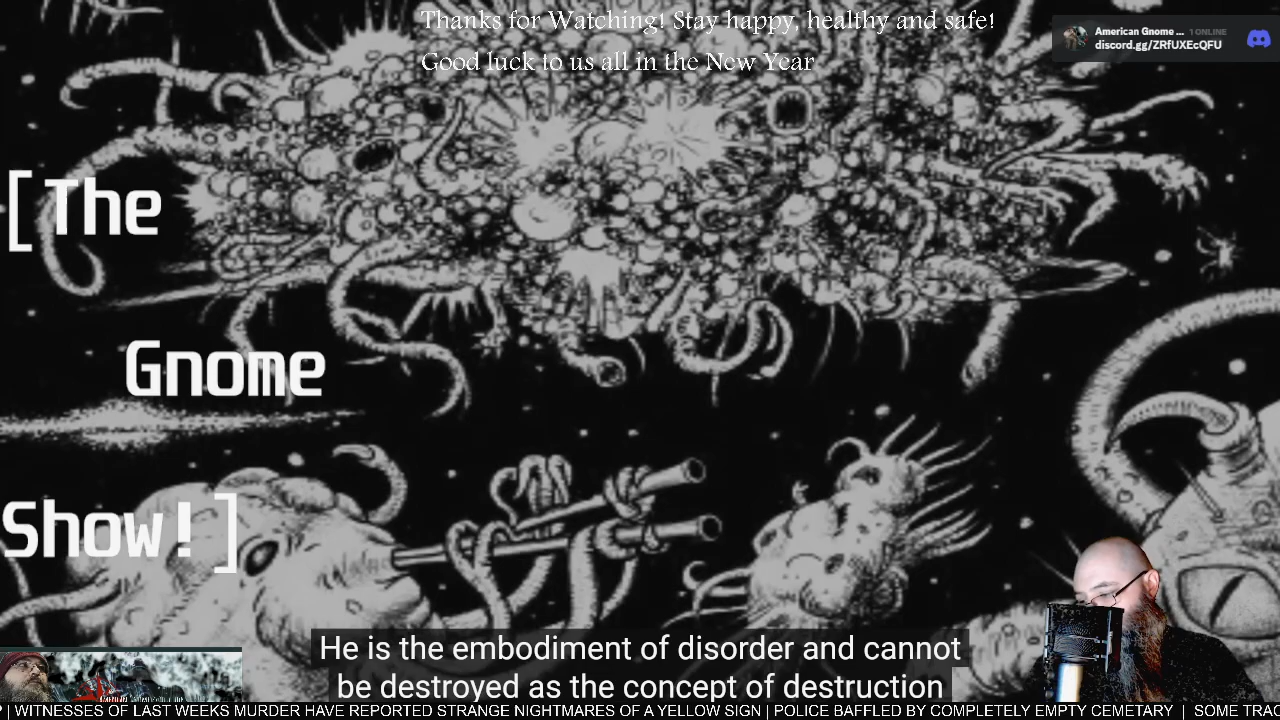 Thanks for Watching! Stay happy, healthy and safe!
Good luck to us all in the New Year
American Gnome ... 1 ONLINE
discord.gg/ZRfUXEcQFU
[The
Gnome
Show!]
He is the embodiment of disorder and cannot
be destroyed as the concept of destruction
| WITNESSES OF LAST WEEKS MURDER HAVE REPORTED STRANGE NIGHTMARES OF A YELLOW SIGN | POLICE BAFFLED BY COMPLETELY EMPTY CEMETARY | SOME TRAC